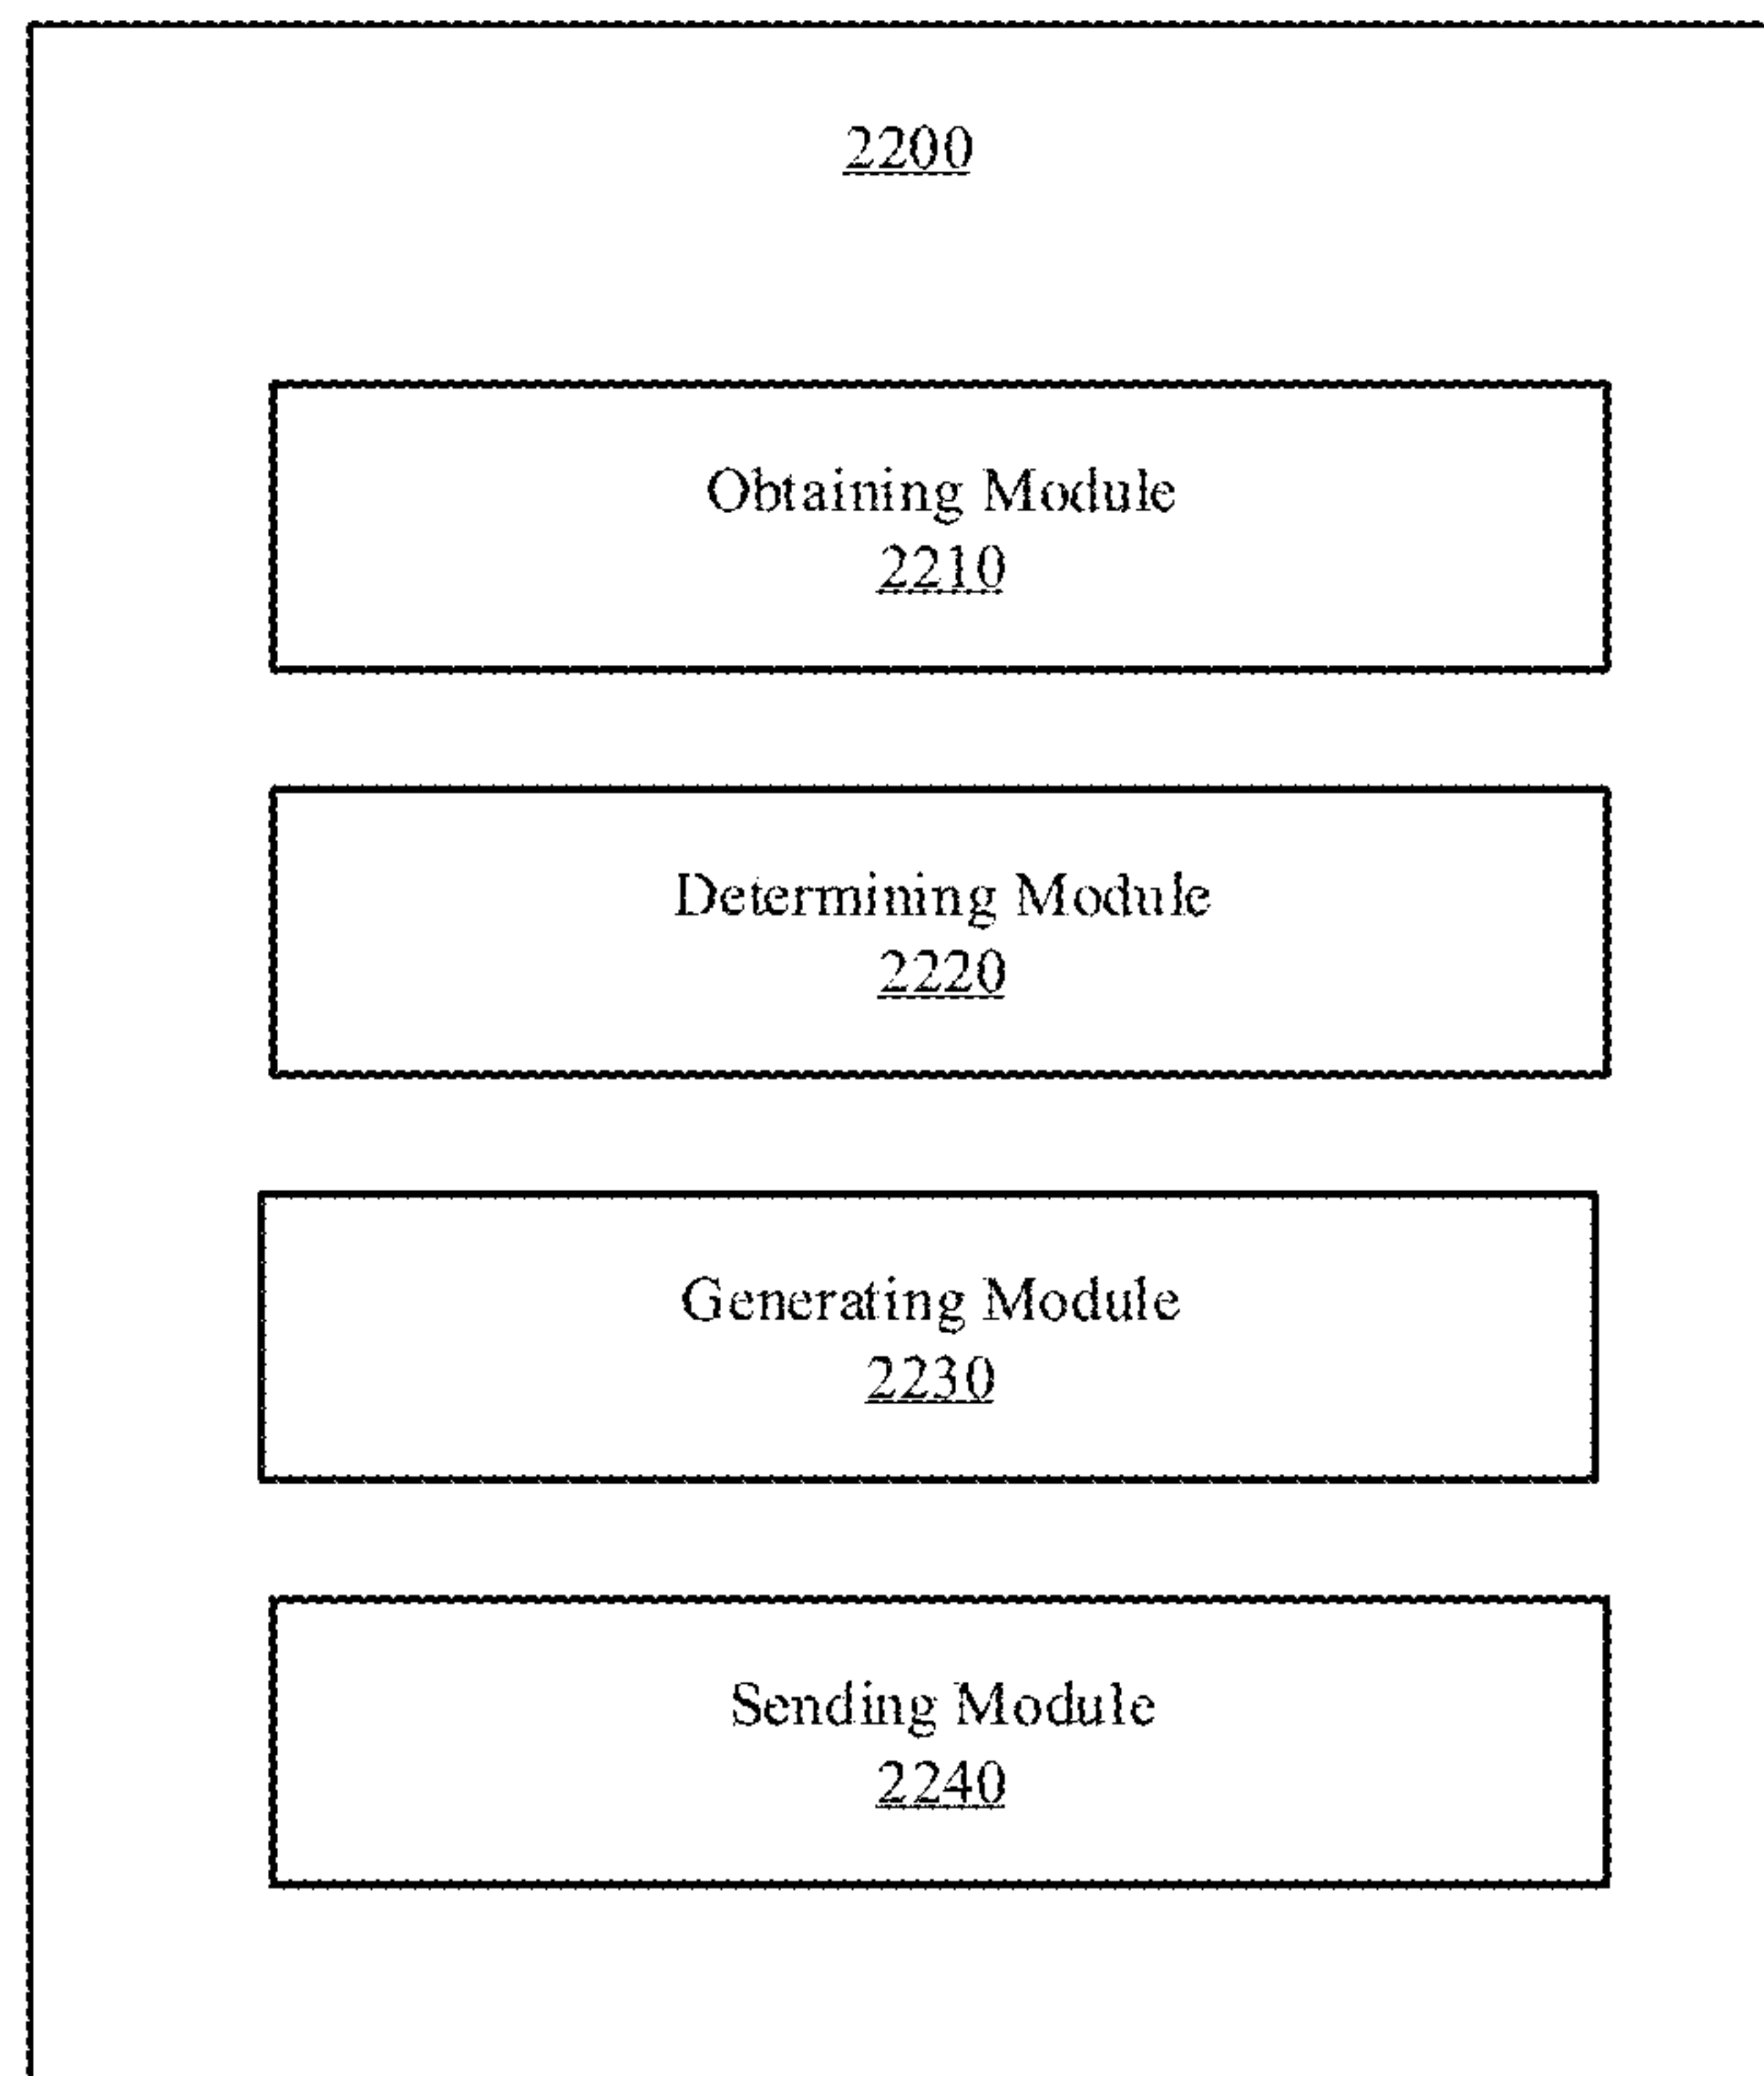 2200
Obtaining Module
2210
Determining Module
2220
Generating Module
2230
Sending Module
2240